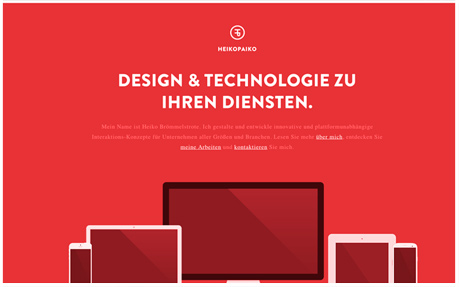 HEIKOPAIKO
DESIGN & TECHNOLOGIE ZU
IHREN DIENSTEN.
Mein Name ist Heiko Brömmelstrote. Ich gestalte und entwickle innovative und plattformunabhängige
Interaktions-Konzepte für Unternehmen aller Größen und Branchen. Lesen Sie mehr über mich, entdecken Sie
meine Arbeiten und kontaktieren Sie mich.